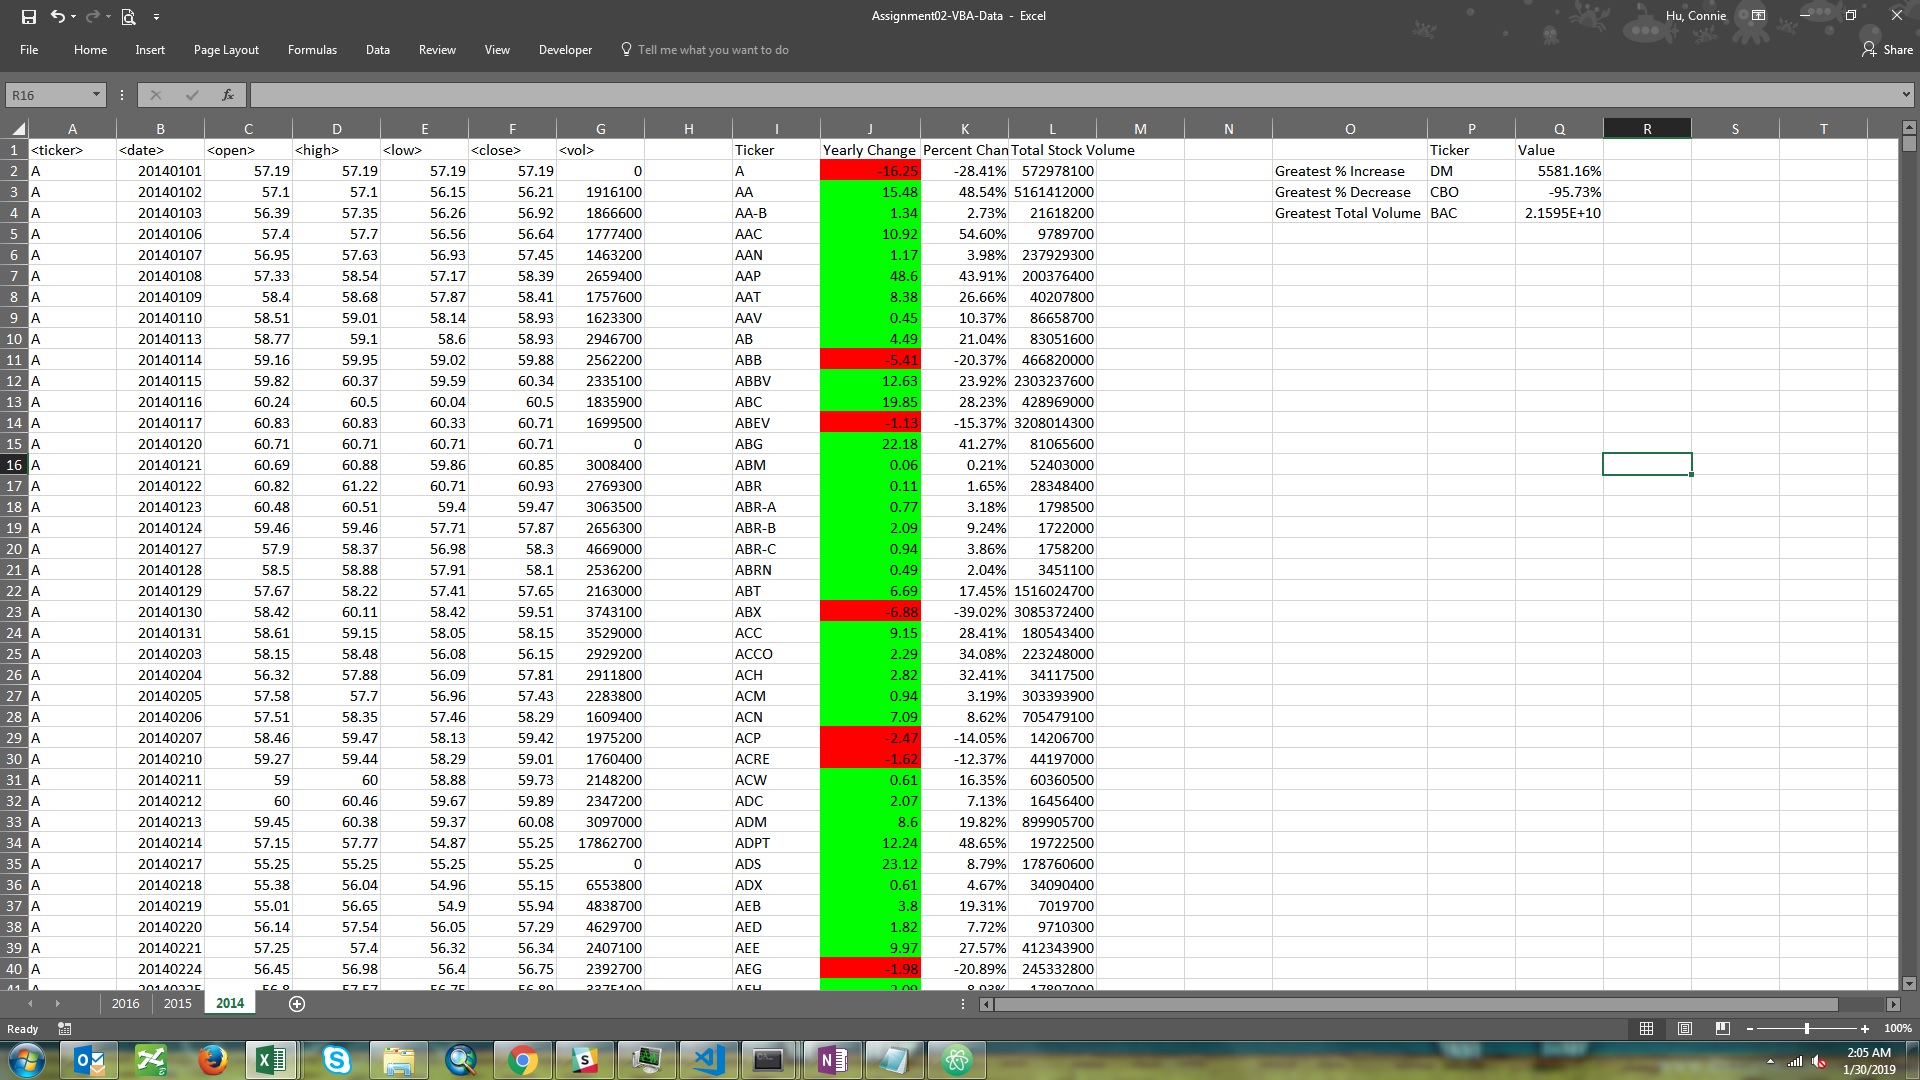 Assignment02-VBA-Data - Excel
Hu, Connie
File Home Insert Page Layout Formulas Data Review View Developer Tell me what you want to do
Share
R16 fx
A B C D E F G H I J K L M N O P Q R S T
1 <ticker> <date> <open> <high> <low> <close> <vol> Ticker Yearly Change Percent Chan Total Stock Volume Ticker Value
2 A 20140101 57.19 57.19 57.19 57.19 0 A -16.25 -28.41% 572978100 Greatest % Increase DM 5581.16%
3 A 20140102 57.1 57.1 56.15 56.21 1916100 AA 15.48 48.54% 5161412000 Greatest % Decrease CBO -95.73%
4 A 20140103 56.39 57.35 56.26 56.92 1866600 AA-B 1.34 2.73% 21618200 Greatest Total Volume BAC 2.1595E+10
5 A 20140106 57.4 57.7 56.56 56.64 1777400 AAC 10.92 54.60% 9789700
6 A 20140107 56.95 57.63 56.93 57.45 1463200 AAN 1.17 3.98% 237929300
7 A 20140108 57.33 58.54 57.17 58.39 2659400 AAP 48.6 43.91% 200376400
8 A 20140109 58.4 58.68 57.87 58.41 1757600 AAT 8.38 26.66% 40207800
9 A 20140110 58.51 59.01 58.14 58.93 1623300 AAV 0.45 10.37% 86658700
10 A 20140113 58.77 59.1 58.6 58.93 2946700 AB 4.49 21.04% 83051600
11 A 20140114 59.16 59.95 59.02 59.88 2562200 ABB -5.41 -20.37% 466820000
12 A 20140115 59.82 60.37 59.59 60.34 2335100 ABBV 12.63 23.92% 2303237600
13 A 20140116 60.24 60.5 60.04 60.5 1835900 ABC 19.85 28.23% 428969000
14 A 20140117 60.83 60.83 60.33 60.71 1699500 ABEV -1.13 -15.37% 3208014300
15 A 20140120 60.71 60.71 60.71 60.71 0 ABG 22.18 41.27% 81065600
16 A 20140121 60.69 60.88 59.86 60.85 3008400 ABM 0.06 0.21% 52403000
17 A 20140122 60.82 61.22 60.71 60.93 2769300 ABR 0.11 1.65% 28348400
18 A 20140123 60.48 60.51 59.4 59.47 3063500 ABR-A 0.77 3.18% 1798500
19 A 20140124 59.46 59.46 57.71 57.87 2656300 ABR-B 2.09 9.24% 1722000
20 A 20140127 57.9 58.37 56.98 58.3 4669000 ABR-C 0.94 3.86% 1758200
21 A 20140128 58.5 58.88 57.91 58.1 2536200 ABRN 0.49 2.04% 3451100
22 A 20140129 57.67 58.22 57.41 57.65 2163000 ABT 6.69 17.45% 1516024700
23 A 20140130 58.42 60.11 58.42 59.51 3743100 ABX -6.88 -39.02% 3085372400
24 A 20140131 58.61 59.15 58.05 58.15 3529000 ACC 9.15 28.41% 180543400
25 A 20140203 58.15 58.48 56.08 56.15 2929200 ACCO 2.29 34.08% 223248000
26 A 20140204 56.32 57.88 56.09 57.81 2911800 ACH 2.82 32.41% 34117500
27 A 20140205 57.58 57.7 56.96 57.43 2283800 ACM 0.94 3.19% 303393900
28 A 20140206 57.51 58.35 57.46 58.29 1609400 ACN 7.09 8.62% 705479100
29 A 20140207 58.46 59.47 58.13 59.42 1975200 ACP -2.47 -14.05% 14206700
30 A 20140210 59.27 59.44 58.29 59.01 1760400 ACRE -1.62 -12.37% 44197000
31 A 20140211 59 60 58.88 59.73 2148200 ACW 0.61 16.35% 60360500
32 A 20140212 60 60.46 59.67 59.89 2347200 ADC 2.07 7.13% 16456400
33 A 20140213 59.45 60.38 59.37 60.08 3097000 ADM 8.6 19.82% 899905700
34 A 20140214 57.15 57.77 54.87 55.25 17862700 ADPT 12.24 48.65% 19722500
35 A 20140217 55.25 55.25 55.25 55.25 0 ADS 23.12 8.79% 178760600
36 A 20140218 55.38 56.04 54.96 55.15 6553800 ADX 0.61 4.67% 34090400
37 A 20140219 55.01 56.65 54.9 55.94 4838700 AEB 3.8 19.31% 7019700
38 A 20140220 56.14 57.54 56.05 57.29 4629700 AED 1.82 7.72% 9710300
39 A 20140221 57.25 57.4 56.32 56.34 2407100 AEE 9.97 27.57% 412343900
40 A 20140224 56.45 56.98 56.4 56.75 2392700 AEG -1.98 -20.89% 245332800
2016 2015 2014
Ready 100%
2:05 AM
1/30/2019